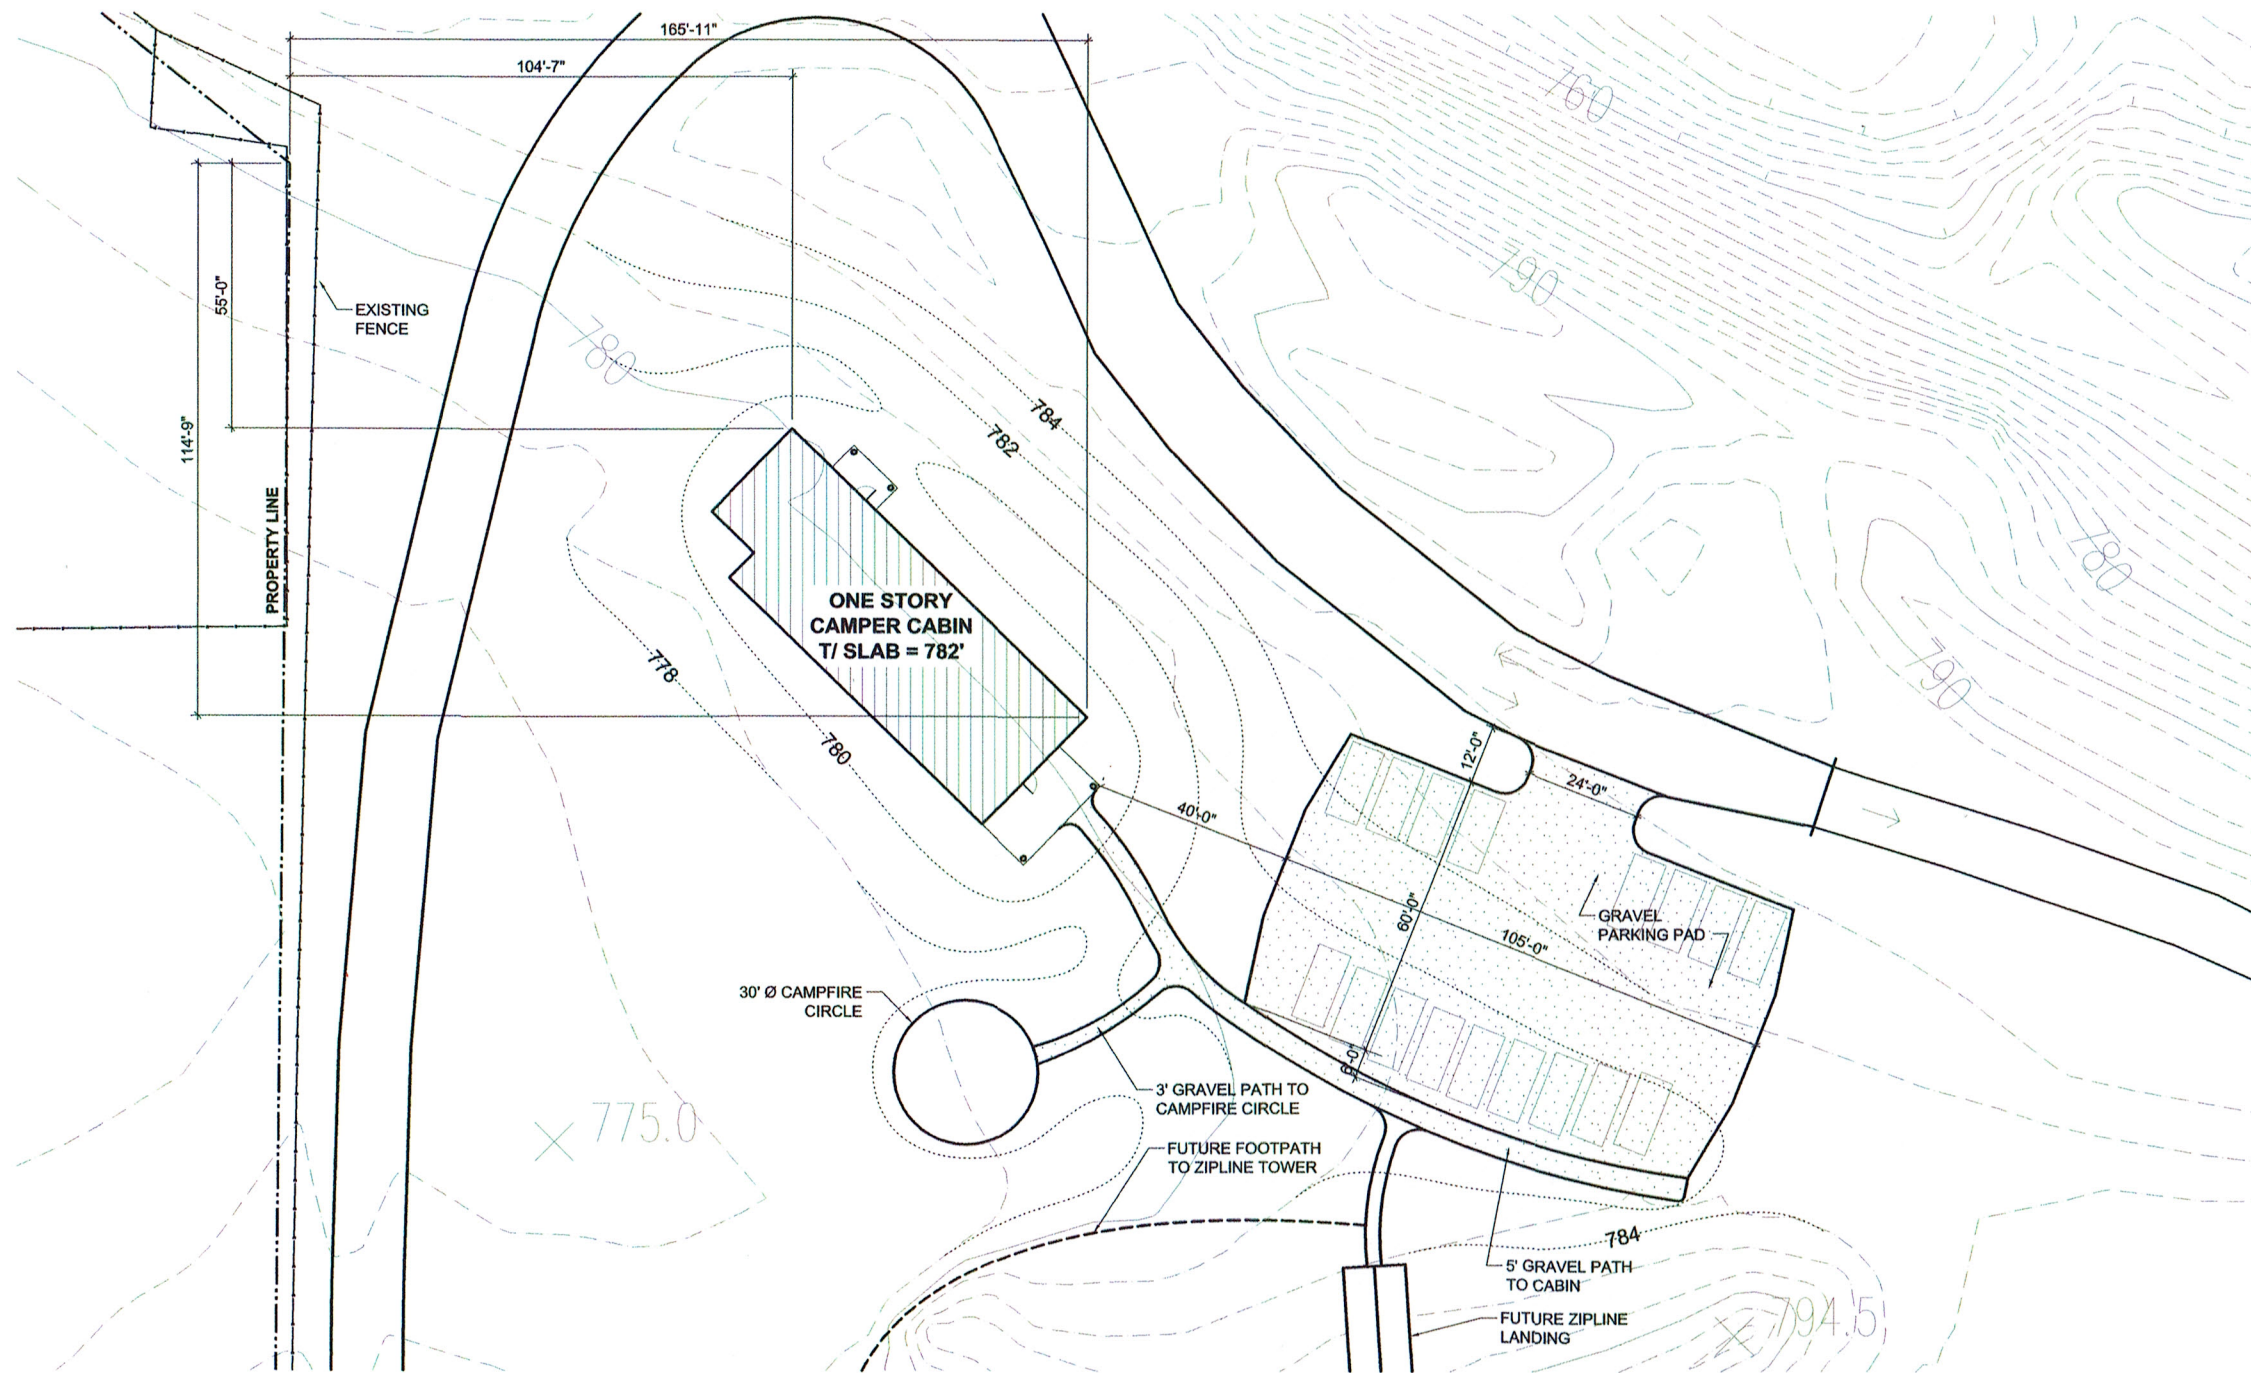 165'-11"
104'-7"
760
55'-0"
EXISTING
FENCE
790
780
784
782
114'-9"
PROPERTY LINE
780
ONE STORY
CAMPER CABIN
T/ SLAB = 782'
778
790
780
12'-0"
24'-0"
40'-0"
60'-0"
GRAVEL
PARKING PAD
105'-0"
30' Ø CAMPFIRE
CIRCLE
6'-0"
3' GRAVEL PATH TO
CAMPFIRE CIRCLE
775.0
FUTURE FOOTPATH
TO ZIPLINE TOWER
784
5' GRAVEL PATH
TO CABIN
FUTURE ZIPLINE
LANDING
794.5